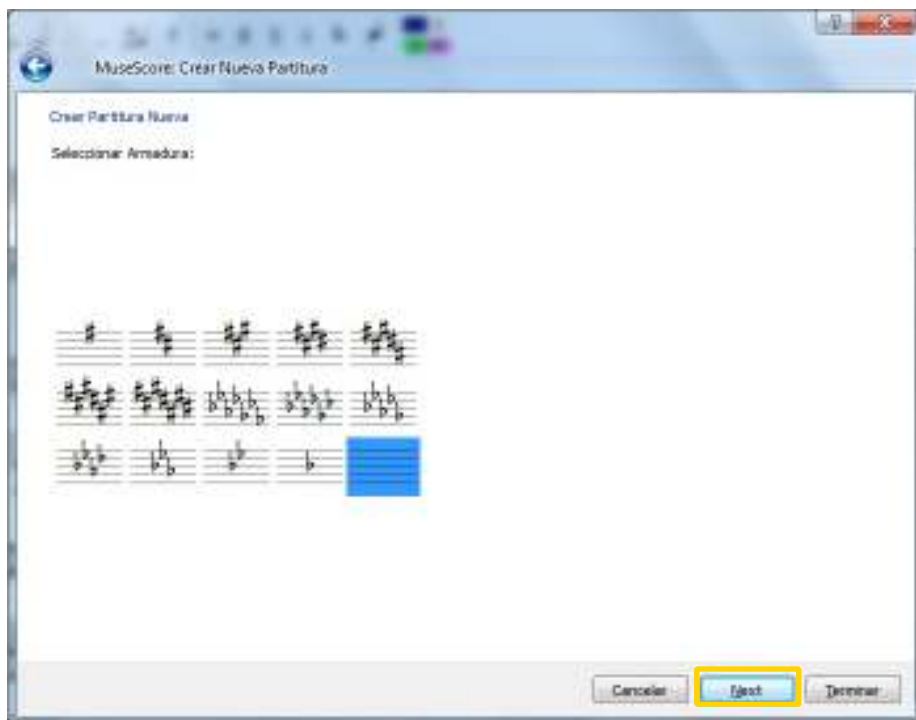 MuseScore: Crear Nueva Partitura
Crear Partitura Nueva
Seleccionar Armadura:
Cancelar Next Terminar